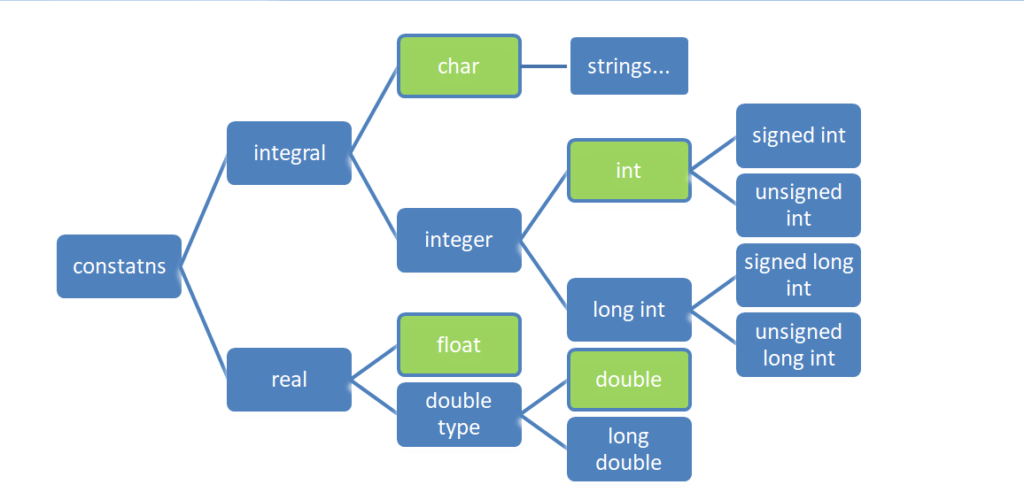 char
strings...
integral
signed int
int
unsigned
int
integer
constatns
signed long
int
long int
float
unsigned
long int
real
double
double
type
long
double